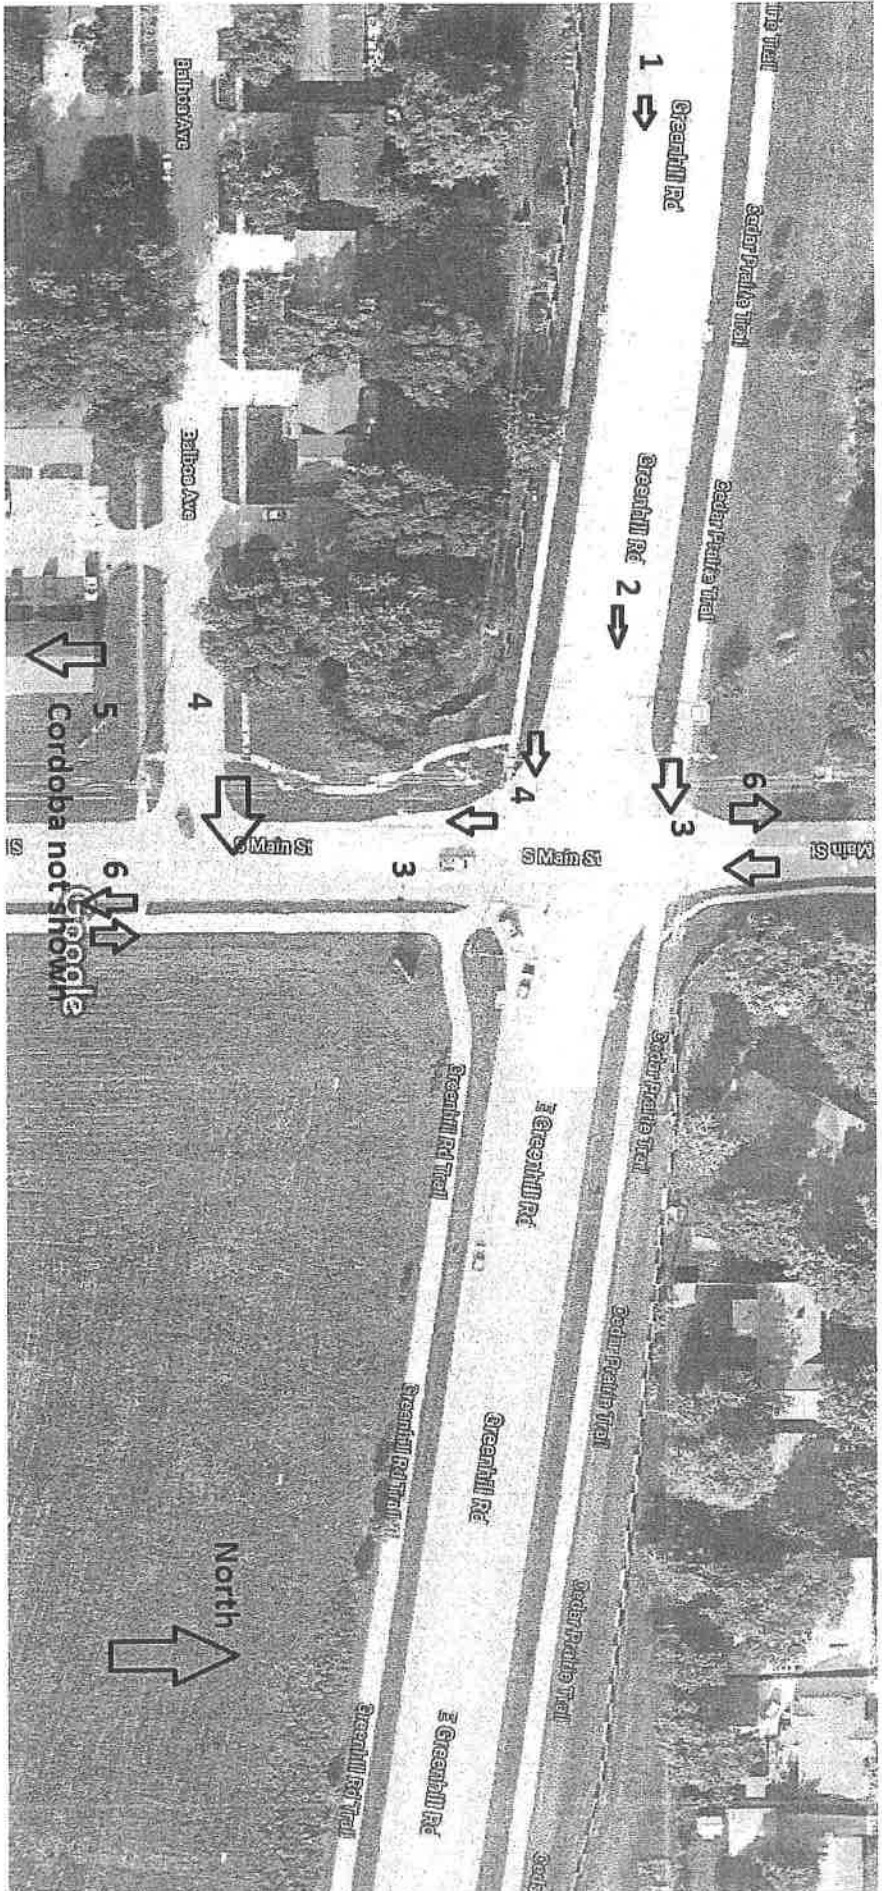 Main St
Cedar Prairie Trail
6
Cedar Prairie Trail
Greenhill Rd
1
Greenhill Rd
2
3
Cedar Prairie Trail
Cedar Prairie Trail
Cedar Prairie Trail
S Main St
4
E Greenhill Rd
Greenhill Rd
E Greenhill Rd
3
Greenhill Rd Trail
Greenhill Rd Trail
Greenhill Rd Trail
S Main St
Balboa Ave
Balboa Ave
4
North
6
5
Google
Cordoba not shown